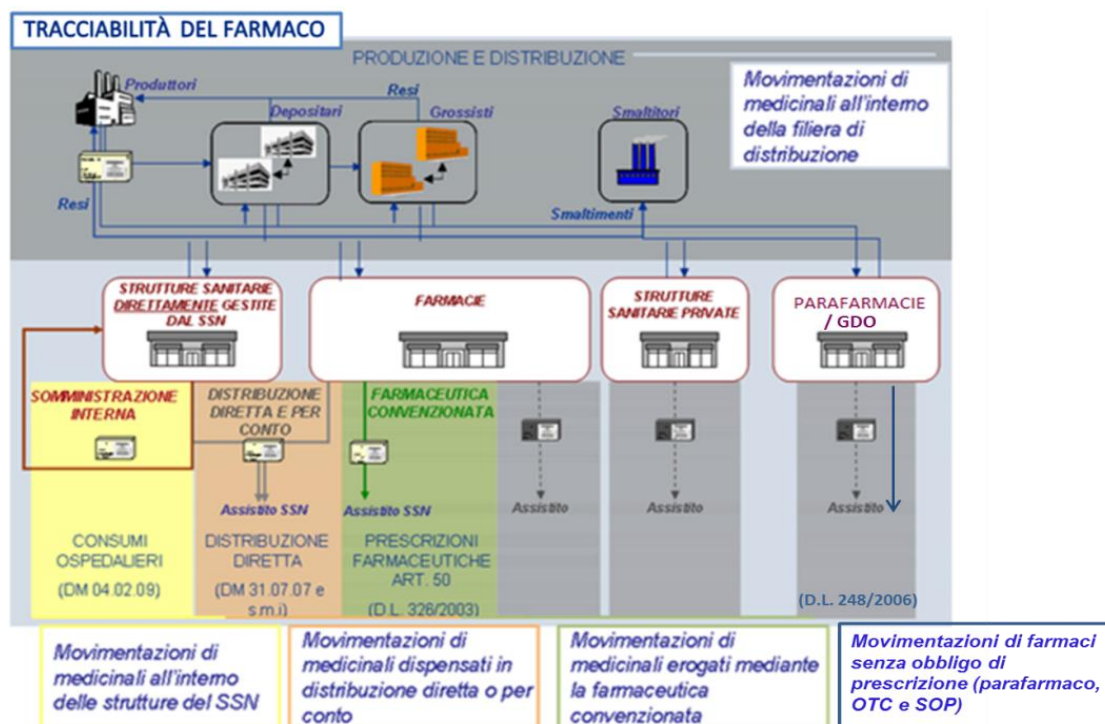 TRACCIABILITÀ DEL FARMACO
PRODUZIONE E DISTRIBUZIONE
Produttori
Resi
Depositari
Grossisti
Smaltitori
Movimentazioni di
medicinali all'interno
della filiera di
distribuzione
Resi
Smaltimenti
STRUTTURE SANITARIE
DIRETTAMENTE GESTITE
DAL SSN
FARMACIE
STRUTTURE
SANITARIE PRIVATE
PARAFARMACIE
/ GDO
SOMMINISTRAZIONE
INTERNA
DISTRIBUZIONE
DIRETTA E PER
CONTO
FARMACEUTICA
CONVENZIONATA
Assistito SSN
Assistito SSN
Assistito
Assistito
Assistito
CONSUMI
OSPEDALIERI
(DM 04.02.09)
DISTRIBUZIONE
DIRETTA
(DM 31.07.07 e
s.m.i)
PRESCRIZIONI
FARMACEUTICHE
ART. 50
(D.L. 326/2003)
(D.L. 248/2006)
Movimentazioni di
medicinali all'interno
delle strutture del SSN
Movimentazioni di
medicinali dispensati in
distribuzione diretta o per
conto
Movimentazioni di
medicinali erogati mediante
la farmaceutica
convenzionata
Movimentazioni di farmaci
senza obbligo di
prescrizione (parafarmaco,
OTC e SOP)